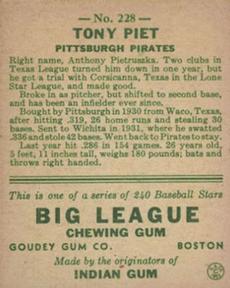 — No. 228 —
TONY PIET
PITTSBURGH PIRATES
Right name, Anthony Pietruszka. Two clubs in
Texas League turned him down in one year, but
he got a trial with Corsicanna, Texas in the Lone
Star League, and made good.
Broke in as pitcher, but shifted to second base,
and has been an infielder ever since.
Bought by Pittsburgh in 1930 from Waco, Texas,
after hitting .319, 26 home runs and stealing 30
bases. Sent to Wichita in 1931, where he swatted
.336 and stole 42 bases. Went back to Pirates to stay.
Last year hit .286 in 154 games. 26 years old,
5 feet, 11 inches tall, weighs 180 pounds; bats and
throws right handed.
This is one of a series of 240 Baseball Stars
BIG LEAGUE
CHEWING GUM
GOUDEY GUM CO. BOSTON
Made by the originators of
INDIAN GUM